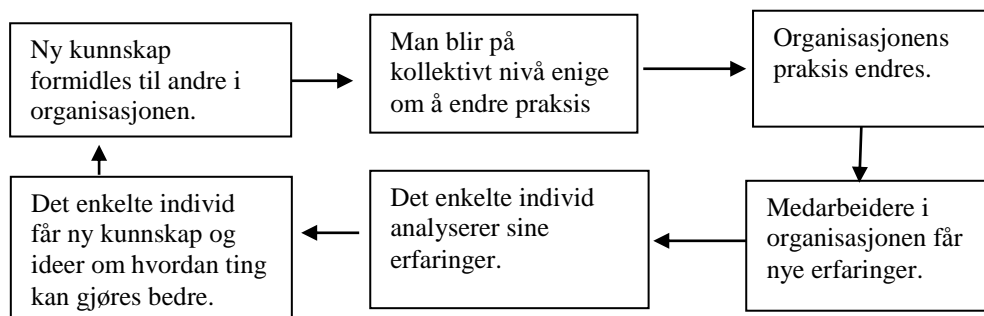 Ny kunnskap
formidles til andre i
organisasjonen.
Man blir på
kollektivt nivå enige
om å endre praksis
Organisasjonens
praksis endres.
Det enkelte individ
får ny kunnskap og
ideer om hvordan ting
kan gjøres bedre.
Det enkelte individ
analyserer sine
erfaringer.
Medarbeidere i
organisasjonen får
nye erfaringer.